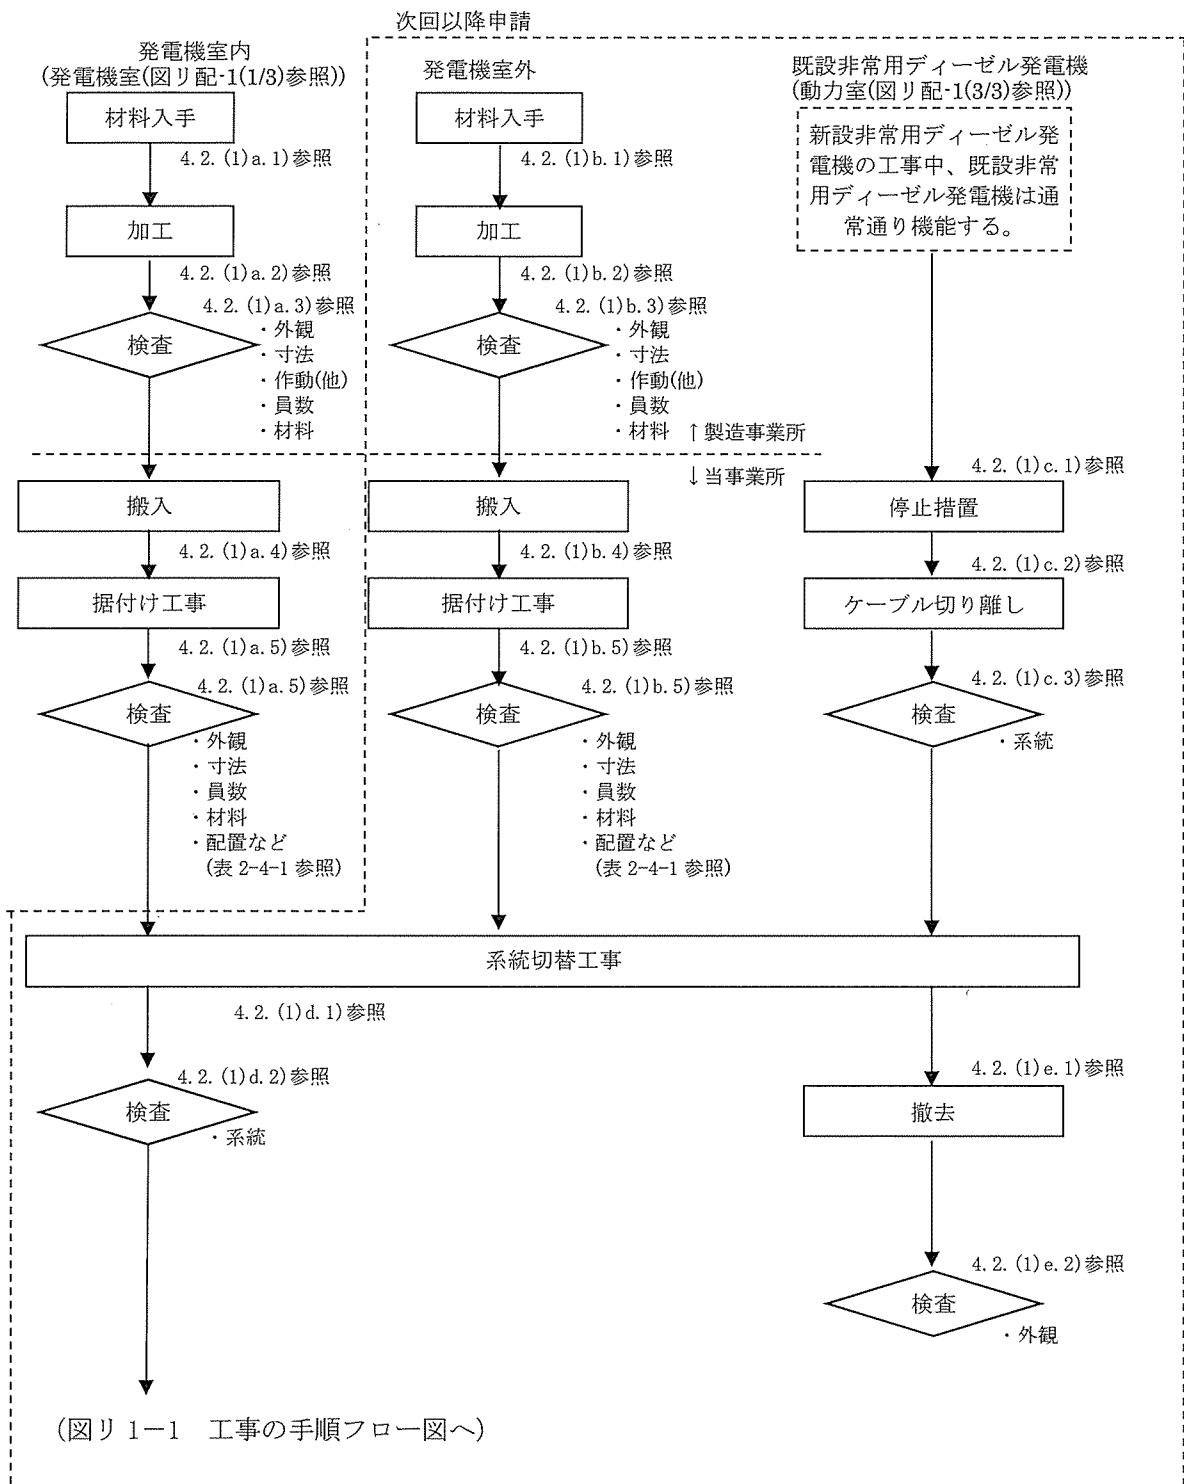 次回以降申請
発電機室内
(発電機室(図リ配-1(1/3)参照))
材料入手
4.2.(1)a.1)参照
加工
4.2.(1)a.2)参照
4.2.(1)a.3)参照
検査
・外観
・寸法
・作動(他)
・員数
・材料
搬入
4.2.(1)a.4)参照
据付け工事
4.2.(1)a.5)参照
4.2.(1)a.5)参照
検査
・外観
・寸法
・員数
・材料
・配置など
(表 2-4-1 参照)
発電機室外
材料入手
4.2.(1)b.1)参照
加工
4.2.(1)b.2)参照
4.2.(1)b.3)参照
検査
・外観
・寸法
・作動(他)
・員数
・材料
↑製造事業所
↓当事業所
搬入
4.2.(1)b.4)参照
据付け工事
4.2.(1)b.5)参照
4.2.(1)b.5)参照
検査
・外観
・寸法
・員数
・材料
・配置など
(表 2-4-1 参照)
既設非常用ディーゼル発電機
(動力室(図リ配-1(3/3)参照))
新設非常用ディーゼル発
電機の工事中、既設非常
用ディーゼル発電機は通
常通り機能する。
4.2.(1)c.1)参照
停止措置
4.2.(1)c.2)参照
ケーブル切り離し
4.2.(1)c.3)参照
検査
・系統
系統切替工事
4.2.(1)d.1)参照
4.2.(1)d.2)参照
検査
・系統
4.2.(1)e.1)参照
撤去
4.2.(1)e.2)参照
検査
・外観
(図リ 1-1 工事の手順フロー図へ)